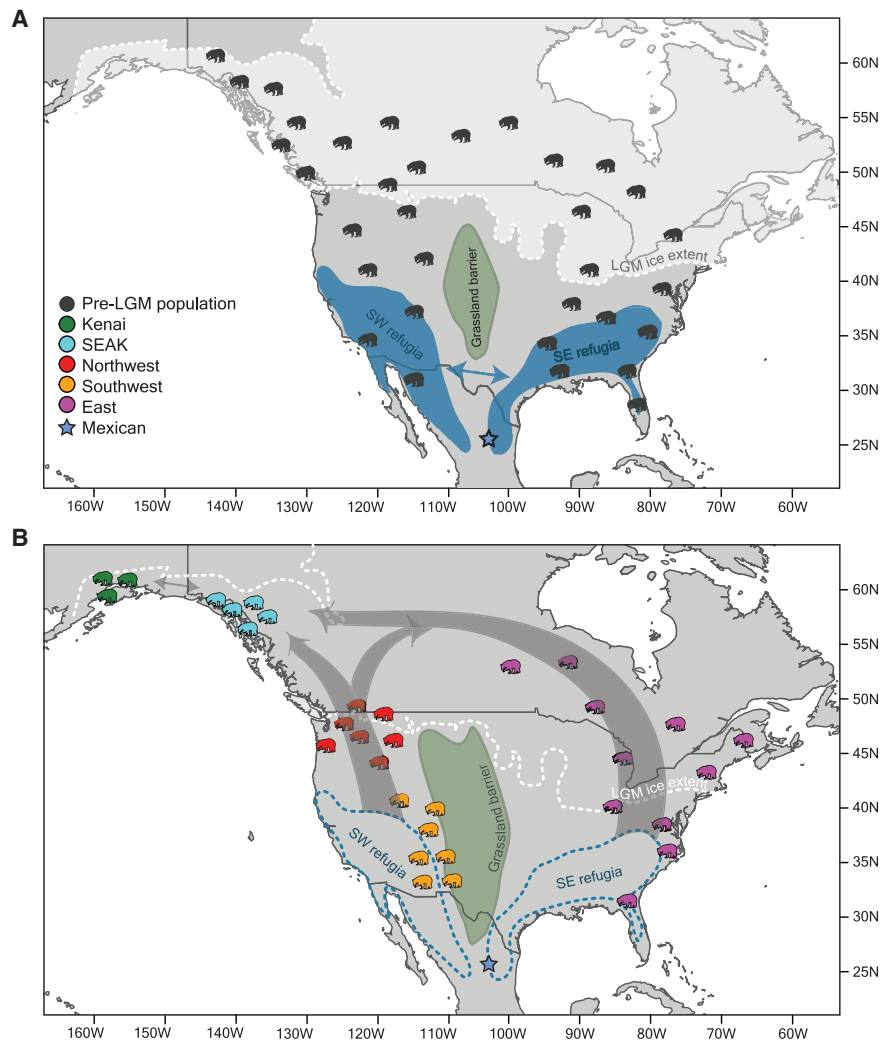 A
60N
55N
50N
45N
40N
35N
30N
25N
LGM ice extent
Grassland barrier
SW refugia
SE refugia
Pre-LGM population
Kenai
SEAK
Northwest
Southwest
East
Mexican
160W 150W 140W 130W 120W 110W 100W 90W 80W 70W 60W
B
60N
55N
50N
45N
40N
35N
30N
25N
LGM ice extent
Grassland barrier
SW refugia
SE refugia
160W 150W 140W 130W 120W 110W 100W 90W 80W 70W 60W